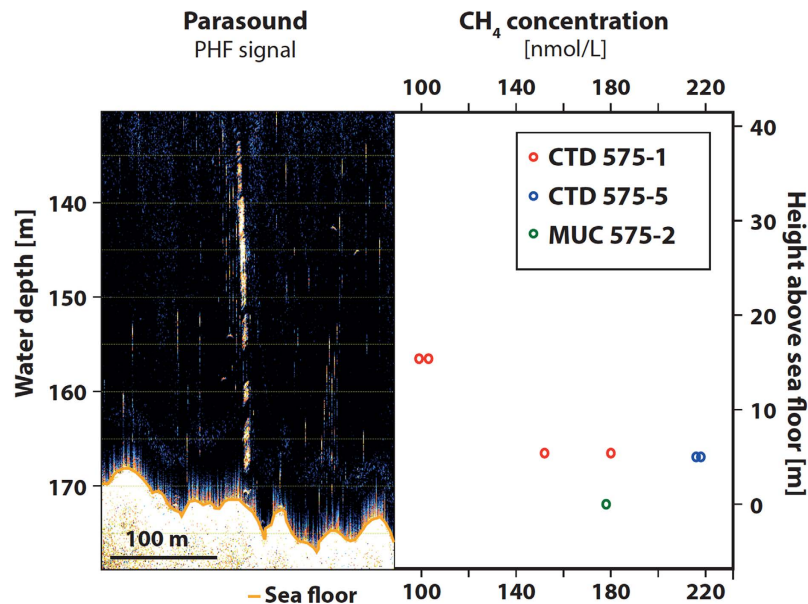 Parasound
PHF signal
CH₄ concentration
[nmol/L]
100 140 180 220
Water depth [m]
140
150
160
170
CTD 575-1
CTD 575-5
MUC 575-2
40
30
20
10
0
Height above sea floor [m]
100 m
Sea floor
100 140 180 220